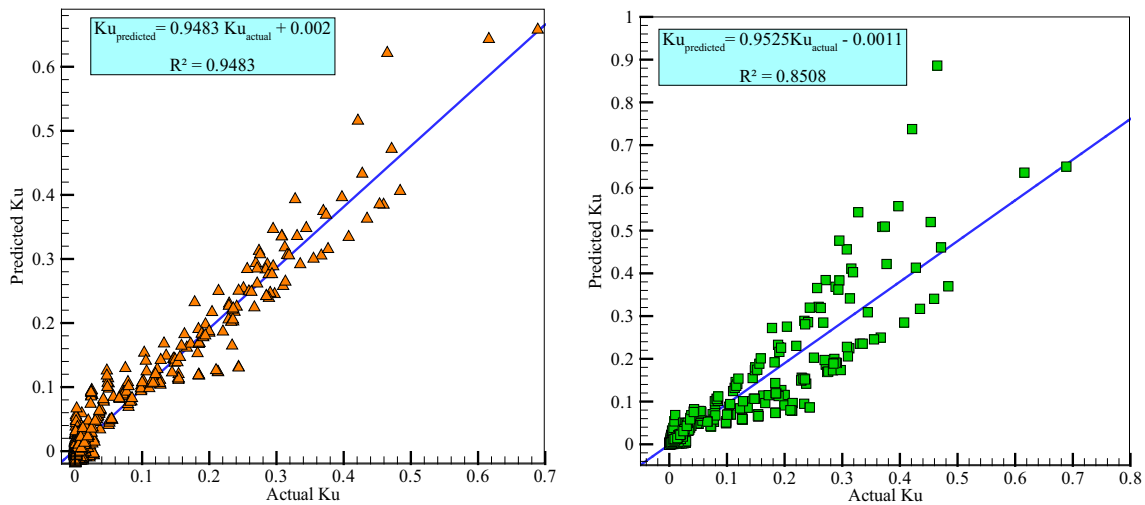 Ku_predicted = 0.9483 Ku_actual + 0.002
R² = 0.9483
0.6
0.5
0.4
0.3
0.2
0.1
0
Predicted Ku
0 0.1 0.2 0.3 0.4 0.5 0.6 0.7
Actual Ku
Ku_predicted = 0.9525Ku_actual - 0.0011
R² = 0.8508
1
0.9
0.8
0.7
0.6
0.5
0.4
0.3
0.2
0.1
0
Predicted Ku
0 0.1 0.2 0.3 0.4 0.5 0.6 0.7 0.8
Actual Ku